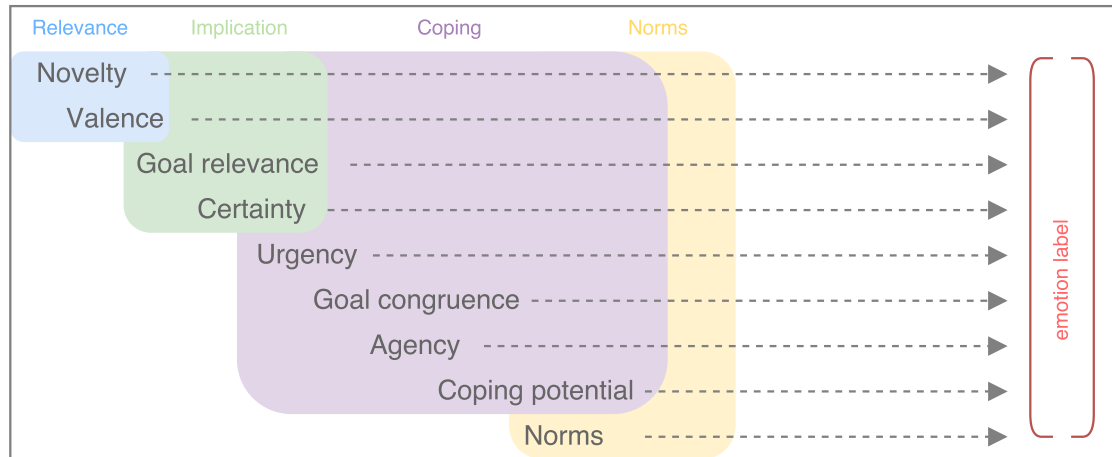 Relevance Implication Coping Norms
Novelty
Valence
Goal relevance
Certainty
Urgency
Goal congruence
Agency
Coping potential
Norms
emotion label